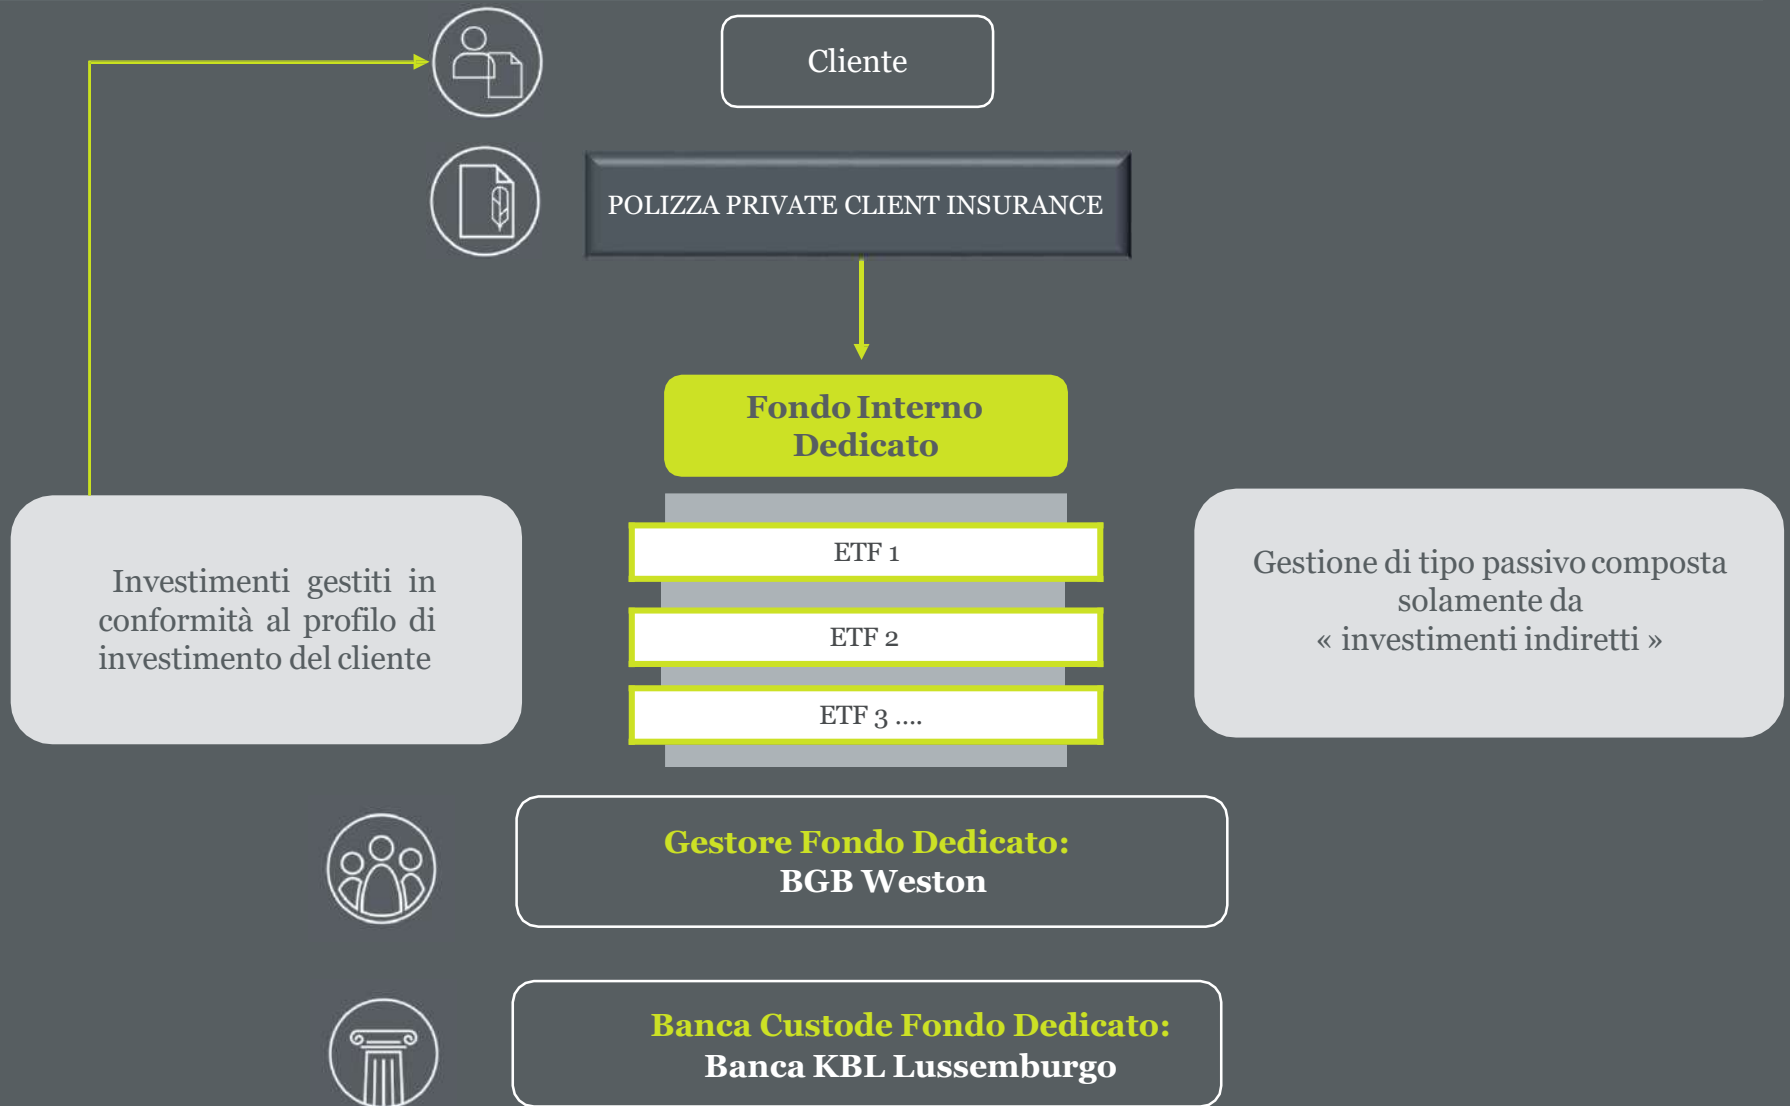 Cliente
POLIZZA PRIVATE CLIENT INSURANCE
Fondo Interno
Dedicato
Investimenti gestiti in
conformità al profilo di
investimento del cliente
ETF 1
ETF 2
ETF 3 ....
Gestione di tipo passivo composta
solamente da
« investimenti indiretti »
Gestore Fondo Dedicato:
BGB Weston
Banca Custode Fondo Dedicato:
Banca KBL Lussemburgo